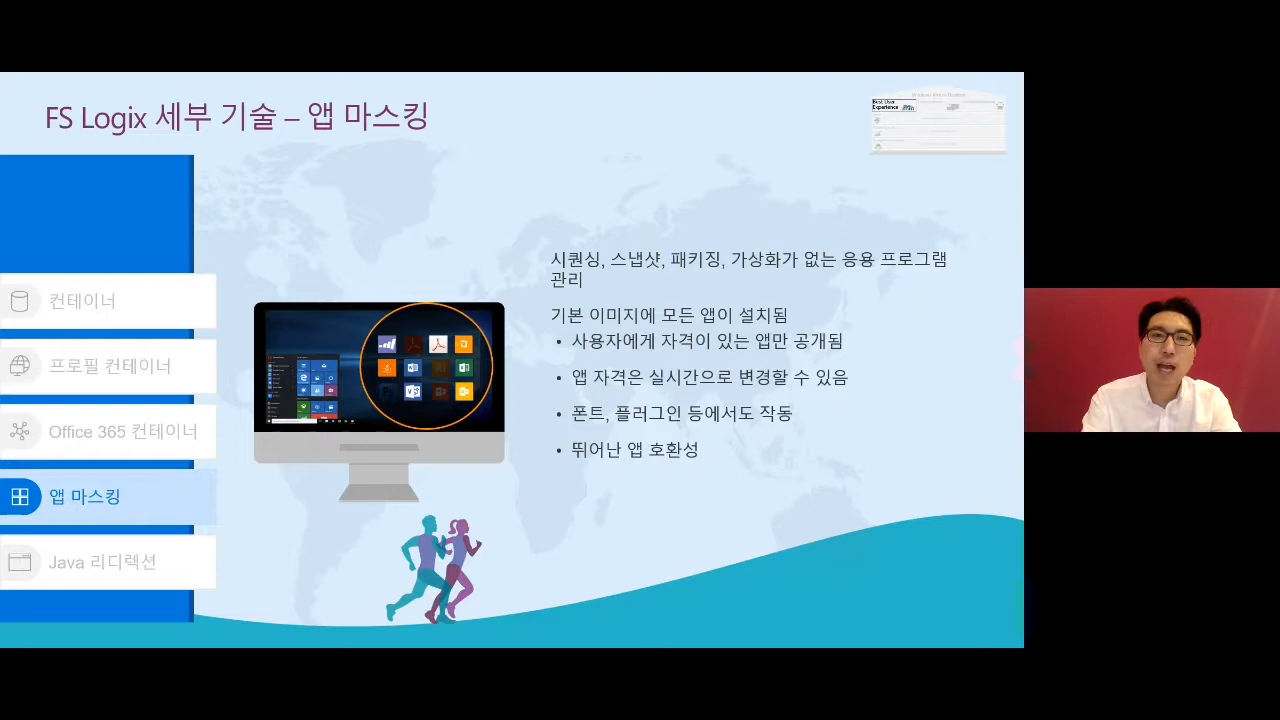 FS Logix 세부 기술 – 앱 마스킹
Best User
Experience
컨테이너
프로필 컨테이너
Office 365 컨테이너
앱 마스킹
Java 리디렉션
시퀀싱, 스냅샷, 패키징, 가상화가 없는 응용 프로그램
관리
기본 이미지에 모든 앱이 설치됨
• 사용자에게 자격이 있는 앱만 공개됨
• 앱 자격은 실시간으로 변경할 수 있음
• 폰트, 플러그인 등에서도 작동
• 뛰어난 앱 호환성